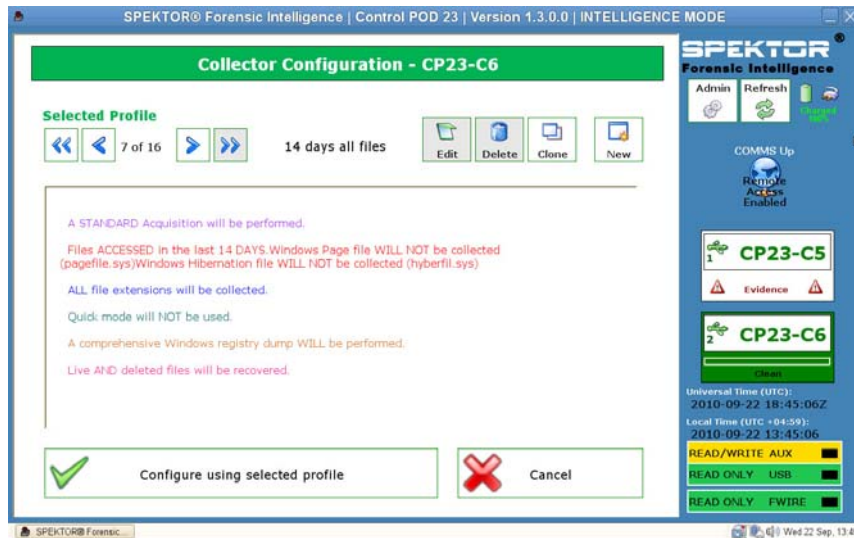 SPEKTOR® Forensic Intelligence | Control POD 23 | Version 1.3.0.0 | INTELLIGENCE MODE
Collector Configuration - CP23-C6
Selected Profile
7 of 16
14 days all files
Edit
Delete
Clone
New
A STANDARD Acquisition will be performed.
Files ACCESSED in the last 14 DAYS.Windows Page file WILL NOT be collected
(pagefile.sys)Windows Hibernation file WILL NOT be collected (hyberfil.sys)
ALL file extensions will be collected.
Quick mode will NOT be used.
A comprehensive Windows registry dump WILL be performed.
Live AND deleted files will be recovered.
Configure using selected profile
Cancel
SPEKTOR®
Forensic Intelligence
Admin
Refresh
Charged
COMMS Up
Remote
Access
Enabled
1
CP23-C5
Evidence
2
CP23-C6
Clean
Universal Time (UTC):
2010-09-22 18:45:06Z
Local Time (UTC +04:59):
2010-09-22 13:45:06
READ/WRITE AUX
READ ONLY USB
READ ONLY FWIRE
SPEKTOR® Forensic...
Wed 22 Sep, 13:4